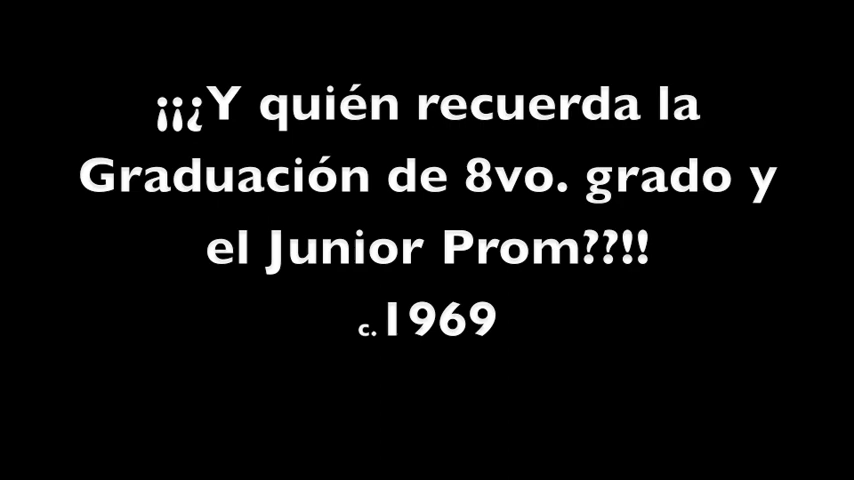 ¡¡¡¿Y quién recuerda la
Graduación de 8vo. grado y
el Junior Prom??!!
c.1969